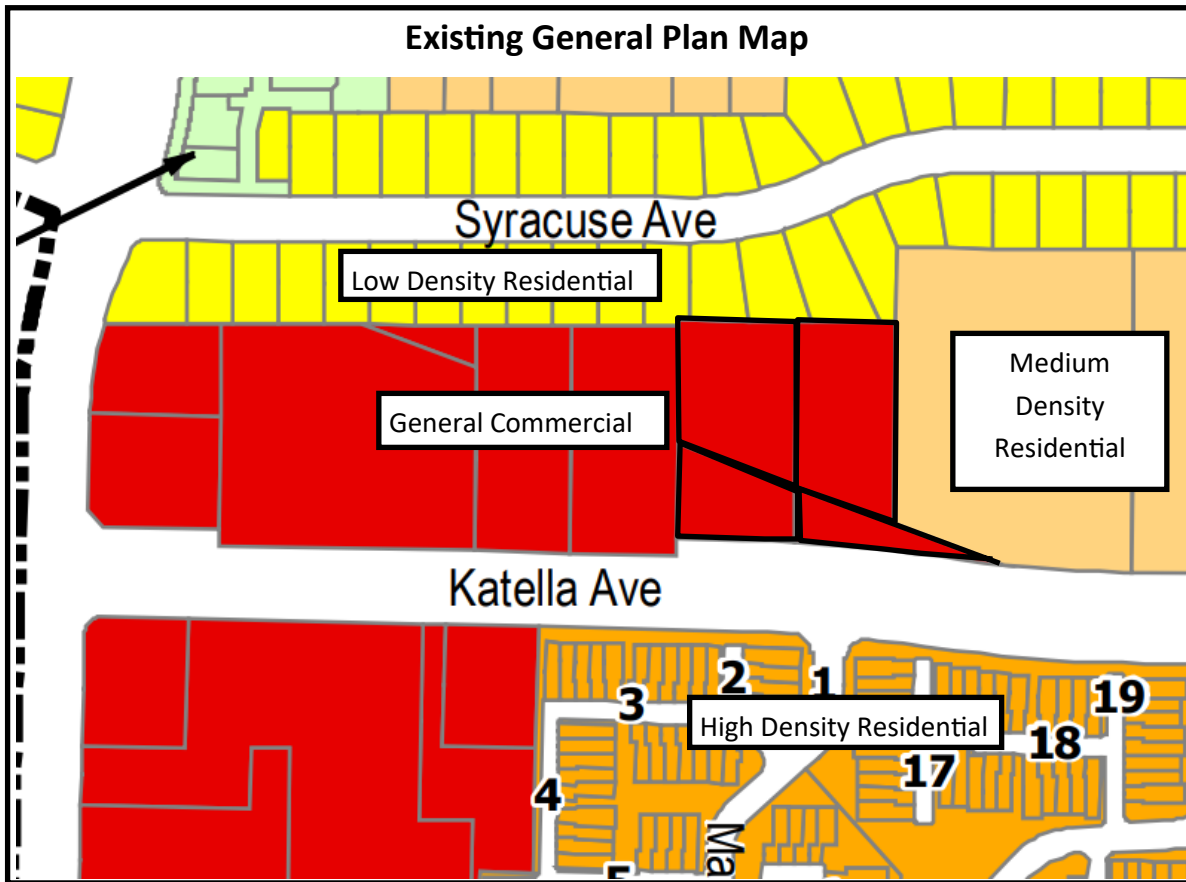 Existing General Plan Map
Syracuse Ave
Low Density Residential
General Commercial
Medium
Density
Residential
Katella Ave
2
1
3
19
High Density Residential
18
17
4
Ma
5